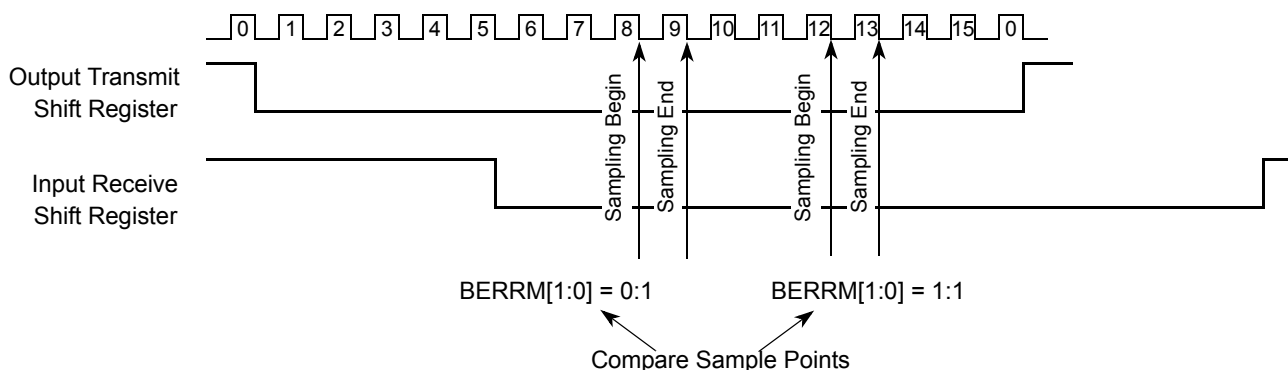 0 1 2 3 4 5 6 7 8 9 10 11 12 13 14 15 0
Output Transmit
Shift Register
Input Receive
Shift Register
Sampling Begin
Sampling End
Sampling Begin
Sampling End
BERRM[1:0] = 0:1
BERRM[1:0] = 1:1
Compare Sample Points